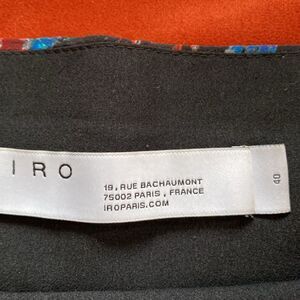 IRO
19, RUE BACHAUMONT
75002 PARIS, FRANCE
IROPARIS.COM
40